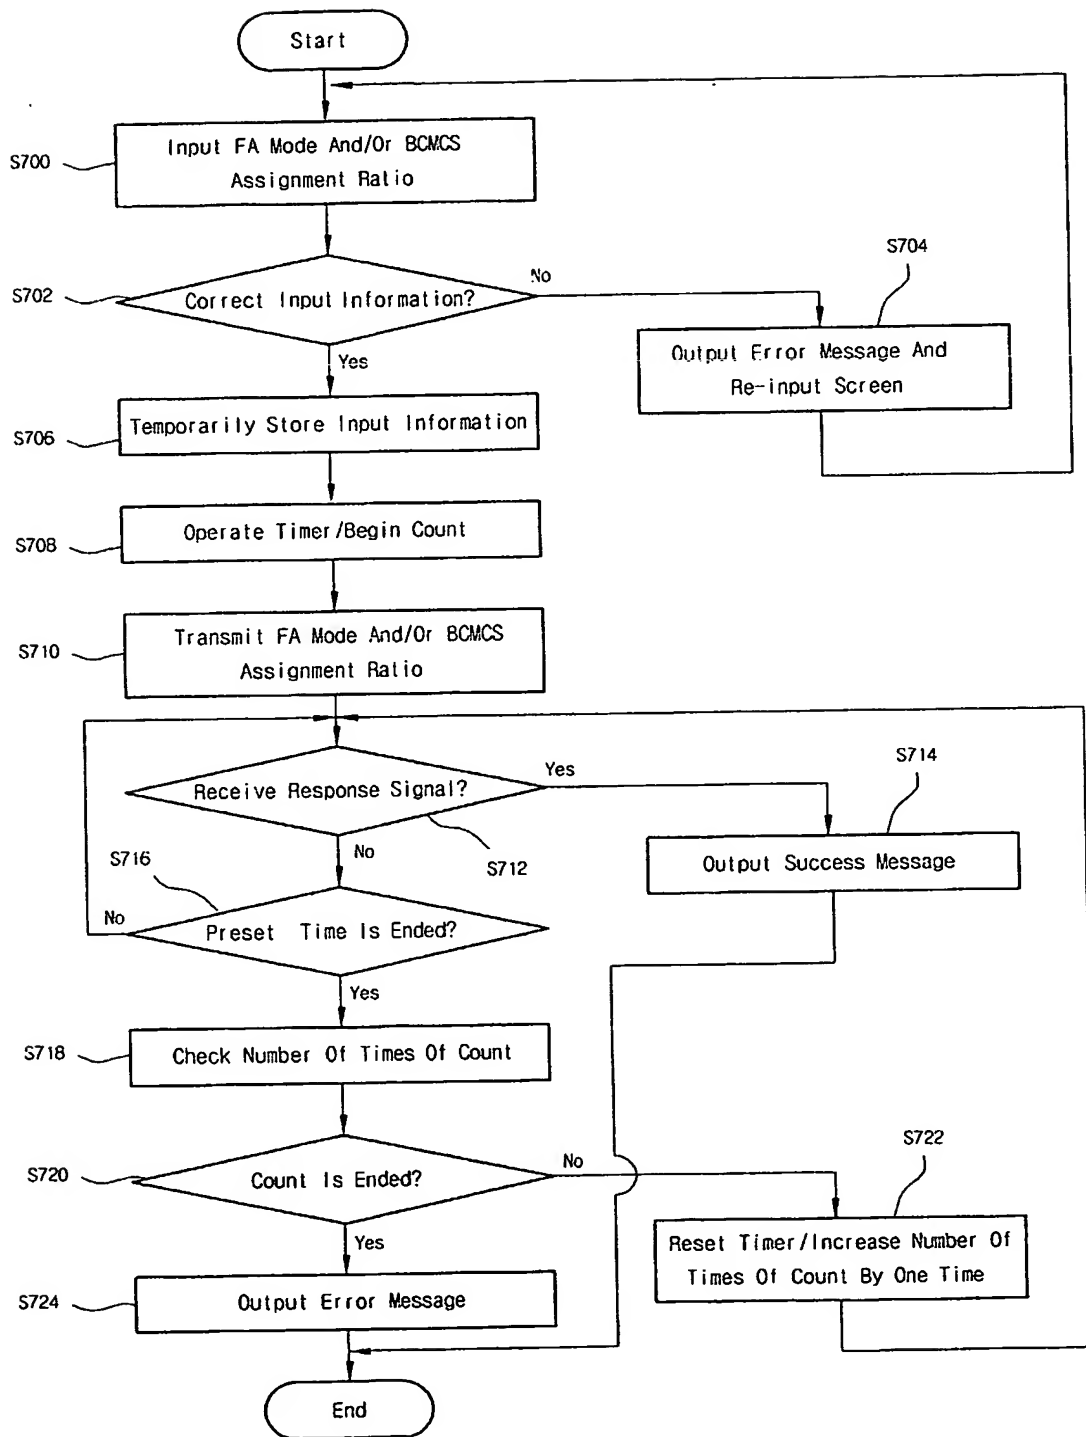 Start
Input FA Mode And/Or BCMCS
Assignment Ratio
S700
S704
No
Correct Input Information?
S702
Output Error Message And
Re-input Screen
Yes
Temporarily Store Input Information
S706
Operate Timer/Begin Count
S708
Transmit FA Mode And/Or BCMCS
Assignment Ratio
S710
S714
Yes
Receive Response Signal?
S712
No
S716
Output Success Message
No
Preset Time Is Ended?
Yes
Check Number Of Times Of Count
S718
S722
No
Count Is Ended?
S720
Yes
Reset Timer/Increase Number Of
Times Of Count By One Time
Output Error Message
S724
End